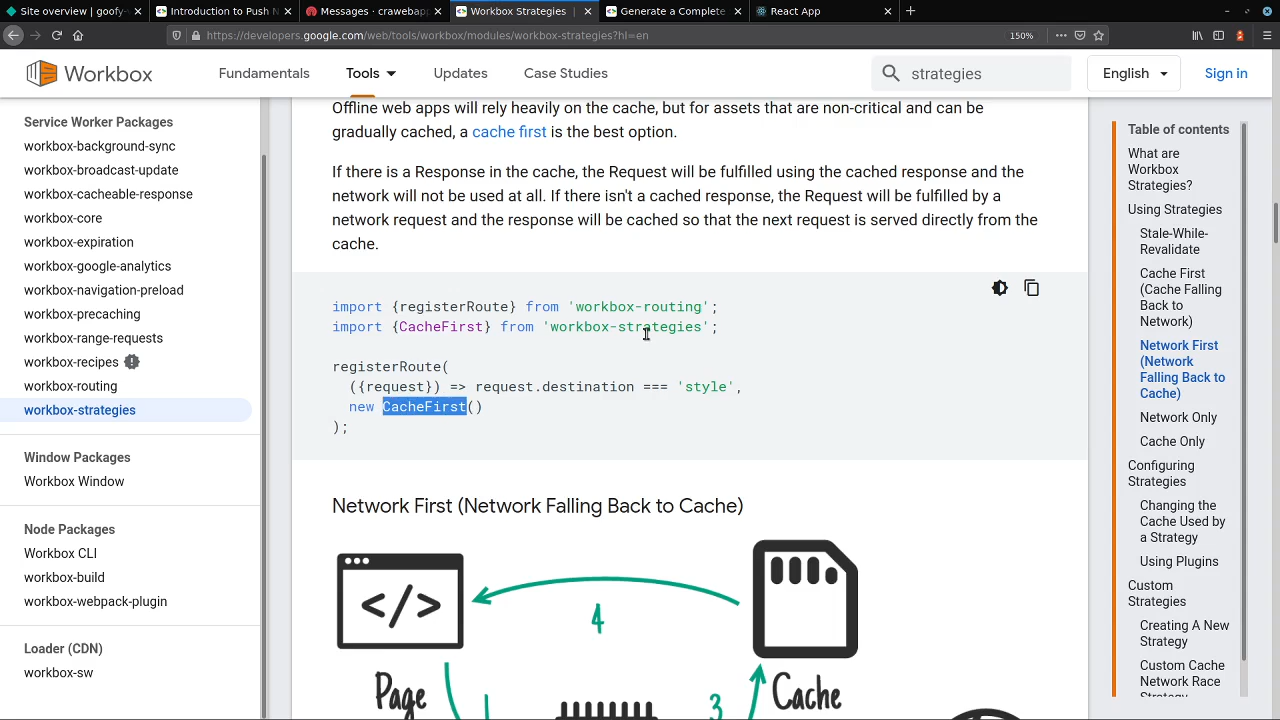 Site overview | goofy-v
Introduction to Push N
Messages · crawebapp
Workbox Strategies |
Generate a Complete
React App
https://developers.google.com/web/tools/workbox/modules/workbox-strategies?hl=en
150%
Workbox
Fundamentals
Tools
Updates
Case Studies
strategies
English
Sign in
Service Worker Packages
workbox-background-sync
workbox-broadcast-update
workbox-cacheable-response
workbox-core
workbox-expiration
workbox-google-analytics
workbox-navigation-preload
workbox-precaching
workbox-range-requests
workbox-recipes
workbox-routing
workbox-strategies
Window Packages
Workbox Window
Node Packages
Workbox CLI
workbox-build
workbox-webpack-plugin
Loader (CDN)
workbox-sw
Offline web apps will rely heavily on the cache, but for assets that are non-critical and can be
gradually cached, a cache first is the best option.
If there is a Response in the cache, the Request will be fulfilled using the cached response and the
network will not be used at all. If there isn't a cached response, the Request will be fulfilled by a
network request and the response will be cached so that the next request is served directly from the
cache.
import {registerRoute} from 'workbox-routing';
import {CacheFirst} from 'workbox-strategies';
registerRoute(
({request}) => request.destination === 'style',
new CacheFirst()
);
Network First (Network Falling Back to Cache)
</>
4
Page
1
3
Cache
Table of contents
What are
Workbox
Strategies?
Using Strategies
Stale-While-
Revalidate
Cache First
(Cache Falling
Back to
Network)
Network First
(Network
Falling Back to
Cache)
Network Only
Cache Only
Configuring
Strategies
Changing the
Cache Used by
a Strategy
Using Plugins
Custom
Strategies
Creating A New
Strategy
Custom Cache
Network Race
Strategy